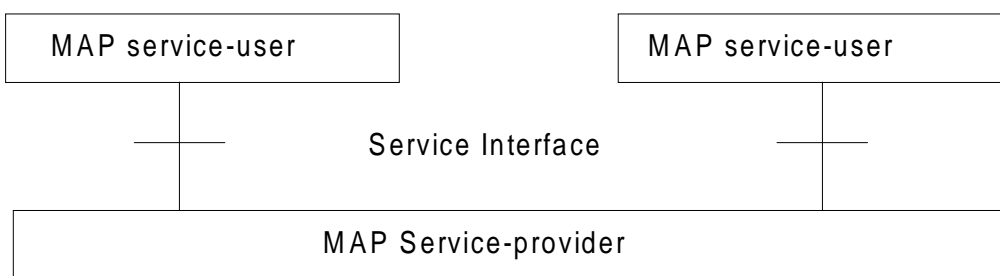 MAP service-user
MAP service-user
Service Interface
MAP Service-provider